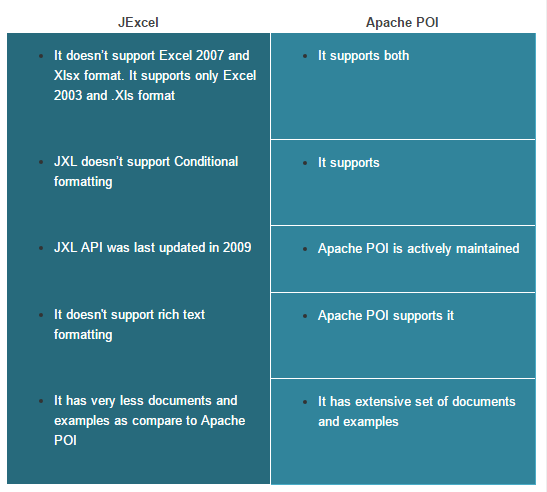 JExcel
Apache POI
It doesn't support Excel 2007 and
Xlsx format. It supports only Excel
2003 and .Xls format
It supports both
JXL doesn't support Conditional
formatting
It supports
JXL API was last updated in 2009
Apache POI is actively maintained
It doesn't support rich text
formatting
Apache POI supports it
It has very less documents and
examples as compare to Apache
POI
It has extensive set of documents
and examples